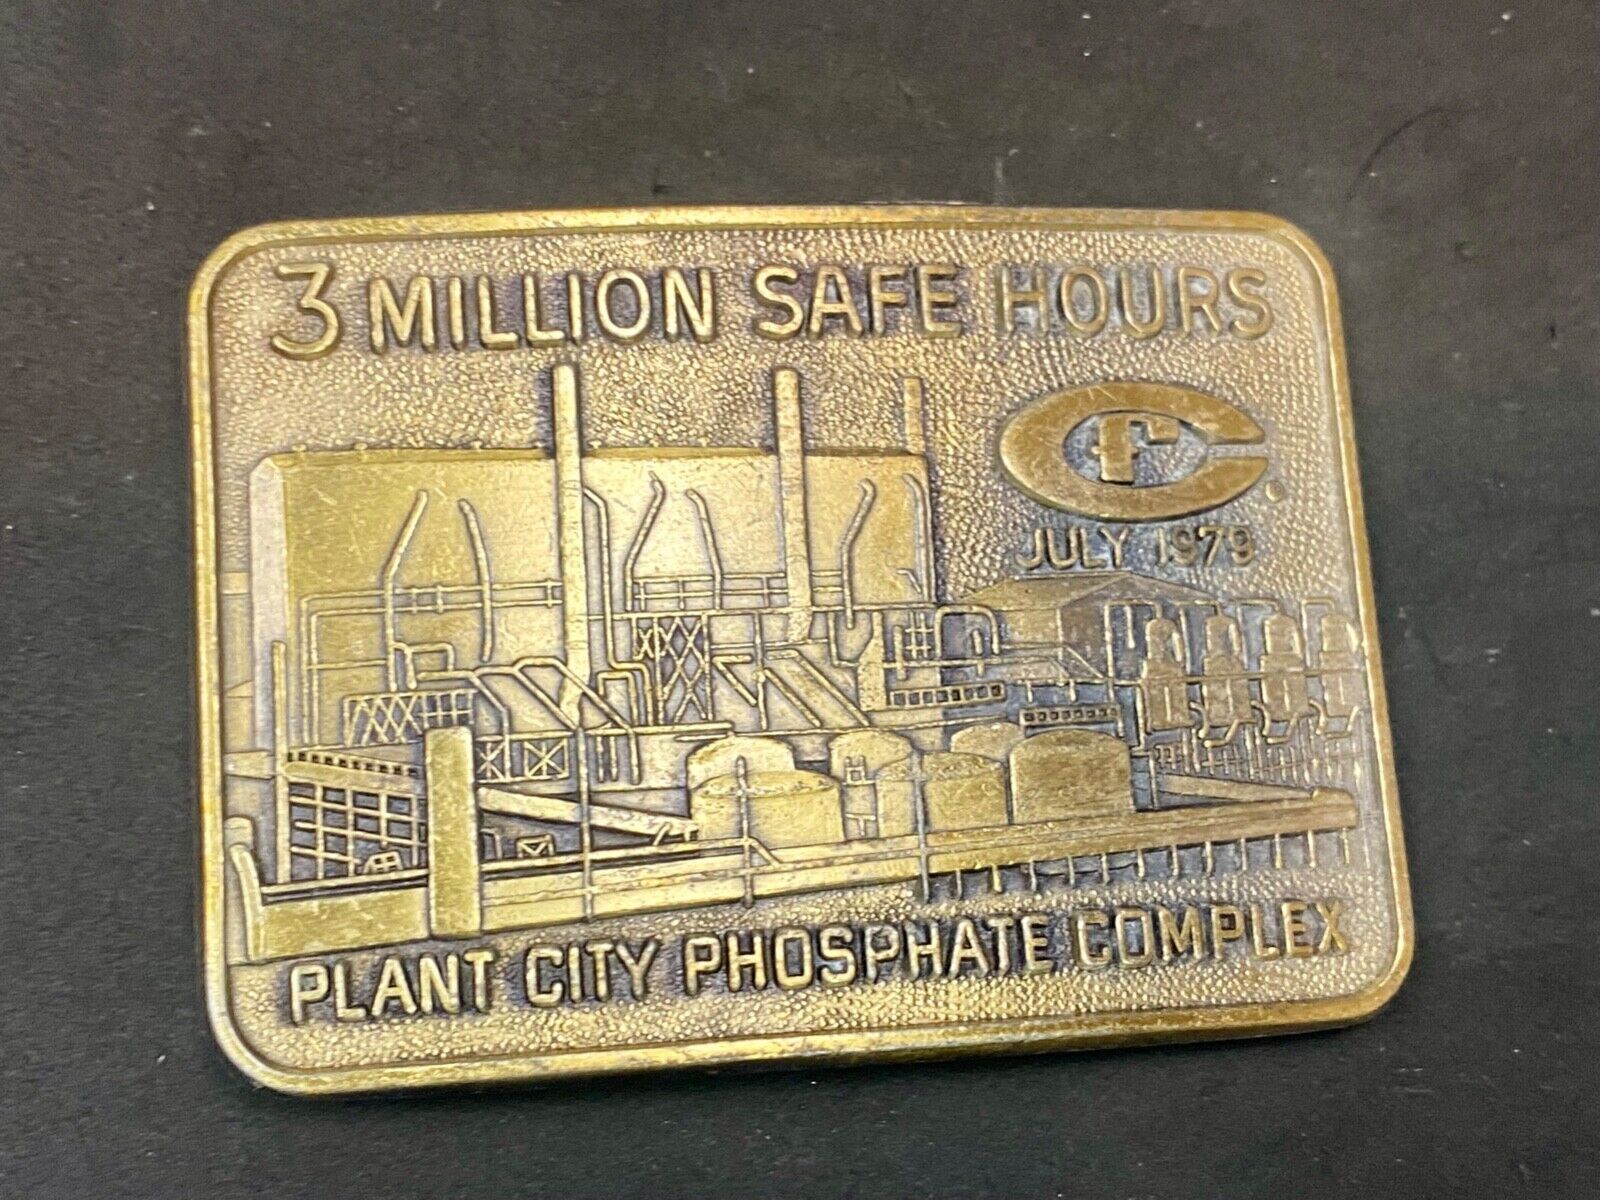 3 MILLION SAFE HOURS
CF.
JULY 1979
PLANT CITY PHOSPHATE COMPLEX